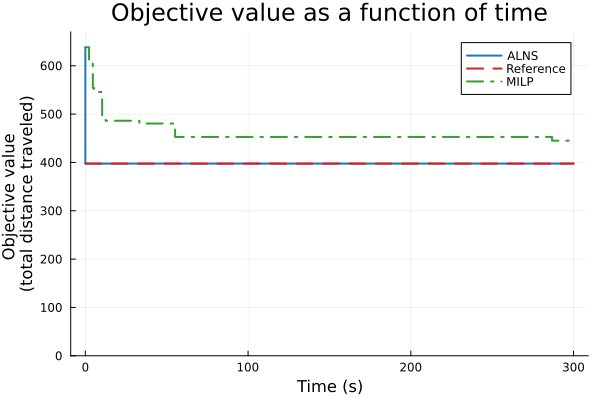 Objective value as a function of time
Objective value
(total distance traveled)
600
500
400
300
200
100
0
ALNS
Reference
MILP
0
100
200
300
Time (s)